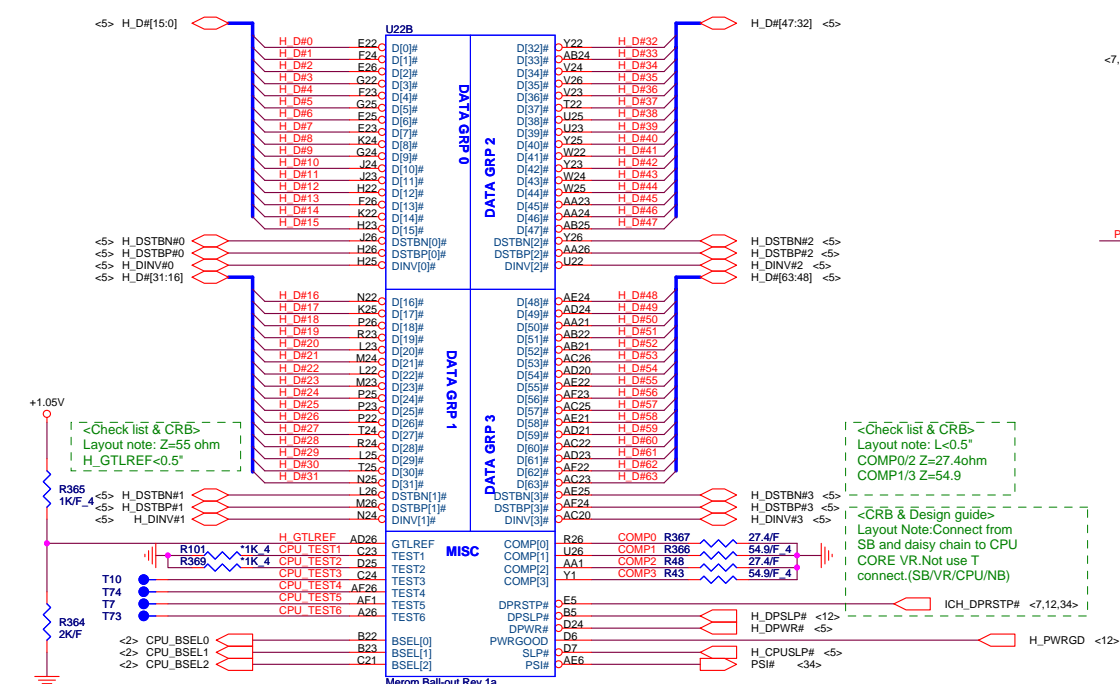 <5> H_D#[15:0]
U22B
H_D#[47:32] <5>
<7,
H_D#0 E22 D[0]# D[32]# Y22 H_D#32
H_D#1 F24 D[1]# D[33]# AB24 H_D#33
H_D#2 E26 D[2]# D[34]# V24 H_D#34
H_D#3 G22 D[3]# D[35]# V26 H_D#35
H_D#4 F23 D[4]# D[36]# V23 H_D#36
H_D#5 G25 D[5]# D[37]# T22 H_D#37
H_D#6 E25 D[6]# D[38]# U25 H_D#38
H_D#7 E23 D[7]# D[39]# U23 H_D#39
H_D#8 K24 D[8]# D[40]# Y25 H_D#40
H_D#9 G24 D[9]# D[41]# W22 H_D#41
H_D#10 J24 D[10]# D[42]# Y23 H_D#42
H_D#11 J23 D[11]# D[43]# W24 H_D#43
H_D#12 H22 D[12]# D[44]# W25 H_D#44
H_D#13 F26 D[13]# D[45]# AA23 H_D#45
H_D#14 K22 D[14]# D[46]# AA24 H_D#46
H_D#15 H23 D[15]# D[47]# AB25 H_D#47
DATA GRP 0
DATA GRP 2
<5> H_DSTBN#0 J26 DSTBN[0]# DSTBN[2]# Y26 H_DSTBN#2 <5>
<5> H_DSTBP#0 H26 DSTBP[0]# DSTBP[2]# AA26 H_DSTBP#2 <5>
<5> H_DINV#0 H25 DINV[0]# DINV[2]# U22 H_DINV#2 <5>
<5> H_D#[31:16] H_D#[63:48] <5>
P
H_D#16 N22 D[16]# D[48]# AE24 H_D#48
H_D#17 K25 D[17]# D[49]# AD24 H_D#49
H_D#18 P26 D[18]# D[50]# AA21 H_D#50
H_D#19 R23 D[19]# D[51]# AB22 H_D#51
H_D#20 L23 D[20]# D[52]# AB21 H_D#52
H_D#21 M24 D[21]# D[53]# AC26 H_D#53
H_D#22 L22 D[22]# D[54]# AD20 H_D#54
H_D#23 M23 D[23]# D[55]# AE22 H_D#55
H_D#24 P25 D[24]# D[56]# AF23 H_D#56
H_D#25 P23 D[25]# D[57]# AC25 H_D#57
H_D#26 P22 D[26]# D[58]# AE21 H_D#58
H_D#27 T24 D[27]# D[59]# AD21 H_D#59
H_D#28 R24 D[28]# D[60]# AC22 H_D#60
H_D#29 L25 D[29]# D[61]# AD23 H_D#61
H_D#30 T25 D[30]# D[62]# AF22 H_D#62
H_D#31 N25 D[31]# D[63]# AC23 H_D#63
DATA GRP 1
DATA GRP 3
<5> H_DSTBN#1 L26 DSTBN[1]# DSTBN[3]# AE25 H_DSTBN#3 <5>
<5> H_DSTBP#1 M26 DSTBP[1]# DSTBP[3]# AF24 H_DSTBP#3 <5>
<5> H_DINV#1 N24 DINV[1]# DINV[3]# AC20 H_DINV#3 <5>
+1.05V
<Check list & CRB>
Layout note: Z=55 ohm
H_GTLREF<0.5"
R365
1K/F_4
<Check list & CRB>
Layout note: L<0.5"
COMP0/2 Z=27.4ohm
COMP1/3 Z=54.9
<CRB & Design guide>
Layout Note:Connect from
SB and daisy chain to CPU
CORE VR.Not use T
connect.(SB/VR/CPU/NB)
MISC
H_GTLREF AD26 GTLREF COMP[0] R26 COMP0 R367 27.4/F
R101 *1K_4 CPU_TEST1 C23 TEST1 COMP[1] U26 COMP1 R366 54.9/F_4
R369 *1K_4 CPU_TEST2 D25 TEST2 COMP[2] AA1 COMP2 R48 27.4/F
T10 CPU_TEST3 C24 TEST3 COMP[3] Y1 COMP3 R43 54.9/F_4
T74 CPU_TEST4 AF26 TEST4
T7 CPU_TEST5 AF1 TEST5 DPRSTP# E5 ICH_DPRSTP# <7,12,34>
T73 CPU_TEST6 A26 TEST6 DPSLP# B5 H_DPSLP# <12>
DPWR# D24 H_DPWR# <5>
R364
2K/F
<2> CPU_BSEL0 B22 BSEL[0] PWRGOOD D6 H_PWRGD <12>
<2> CPU_BSEL1 B23 BSEL[1] SLP# D7 H_CPUSLP# <5>
<2> CPU_BSEL2 C21 BSEL[2] PSI# AE6 PSI# <34>
Merom Ball-out Rev 1a